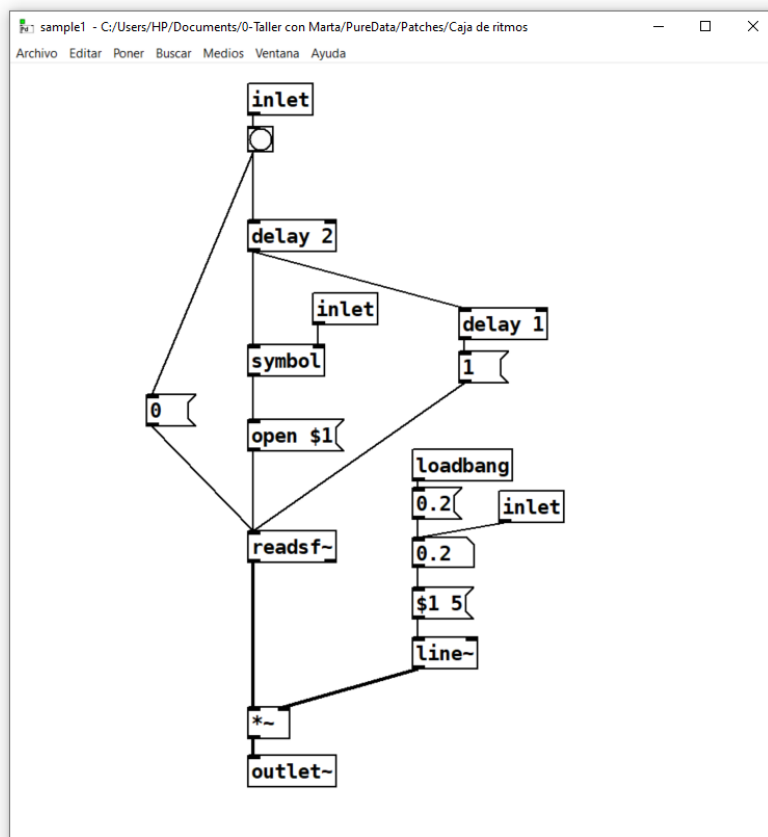 sample1 - C:/Users/HP/Documents/0-Taller con Marta/PureData/Patches/Caja de ritmos
Archivo Editar Poner Buscar Medios Ventana Ayuda
inlet
delay 2
inlet
delay 1
symbol
1
0
open $1
loadbang
0.2
inlet
readsf~
0.2
$1 5
line~
*~
outlet~